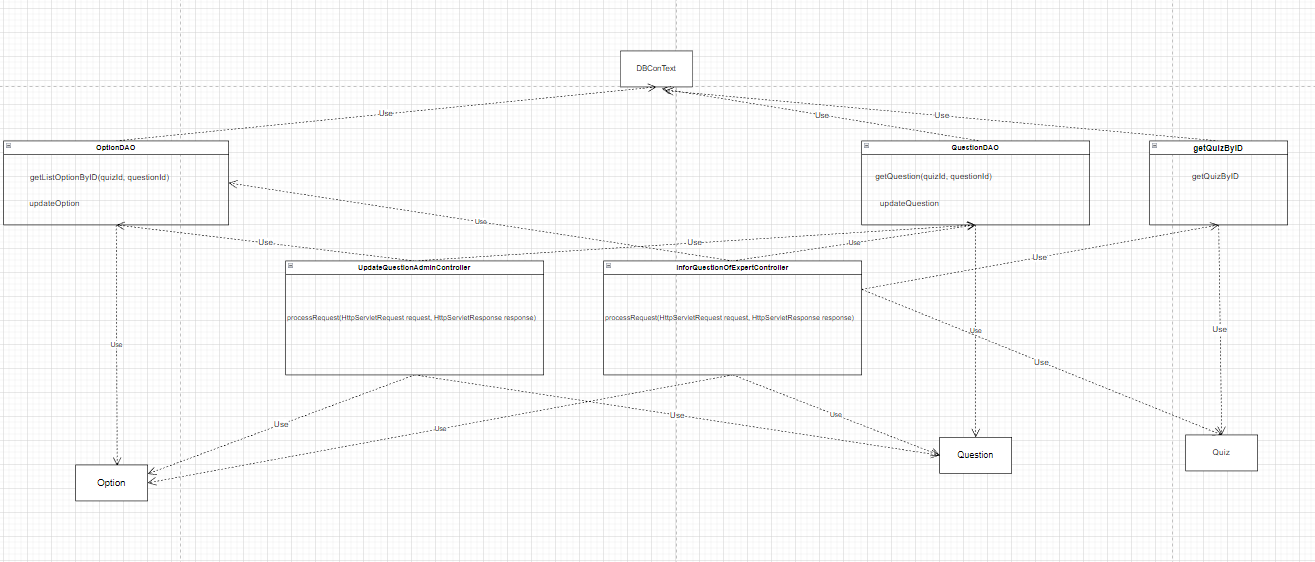 DBConText
Use
Use
Use
OptionDAO
getListOptionByID(quizId, questionId)
updateOption
QuestionDAO
getQuestion(quizId, questionId)
updateQuestion
getQuizByID
getQuizByID
Use
Use
Use
Use
Use
UpdateQuestionAdminController
processRequest(HttpServletRequest request, HttpServletResponse response)
InforQuestionOfExpertController
processRequest(HttpServletRequest request, HttpServletResponse response)
Use
Use
Use
Use
Use
Use
Use
Use
Option
Question
Quiz